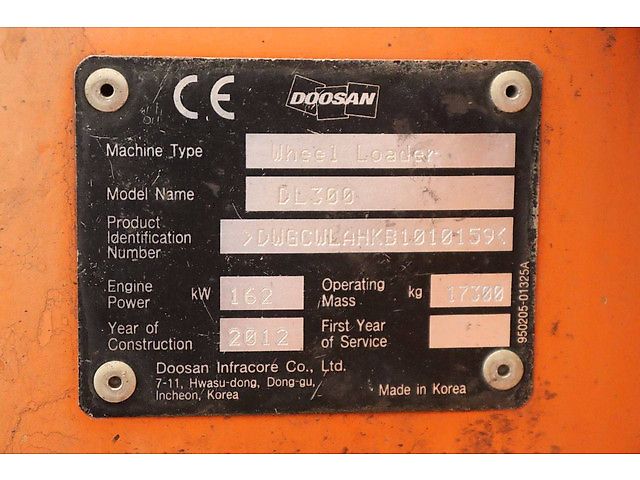 CE DOOSAN
Machine Type Wheel Loader
Model Name DL300
Product
Identification >DWGCWLAHKB1010159<
Number
Engine
Power kW 162 Operating
Mass kg 17300
Year of
Construction 2012 First Year
of Service
Doosan Infracore Co., Ltd.
7-11, Hwasu-dong, Dong-gu,
Incheon, Korea
Made in Korea
950205-01325A